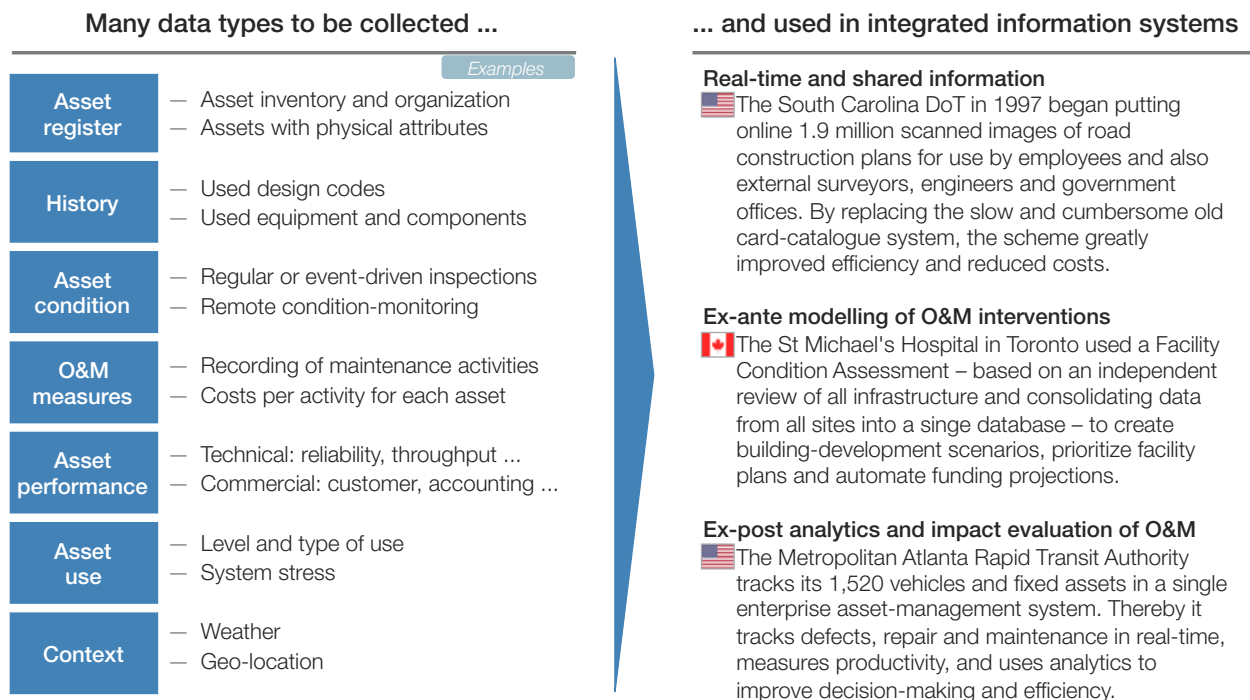 Many data types to be collected ...
Examples
Asset
register
— Asset inventory and organization
— Assets with physical attributes
History
— Used design codes
— Used equipment and components
Asset
condition
— Regular or event-driven inspections
— Remote condition-monitoring
O&M
measures
— Recording of maintenance activities
— Costs per activity for each asset
Asset
performance
— Technical: reliability, throughput ...
— Commercial: customer, accounting ...
Asset
use
— Level and type of use
— System stress
Context
— Weather
— Geo-location
... and used in integrated information systems
Real-time and shared information
The South Carolina DoT in 1997 began putting
online 1.9 million scanned images of road
construction plans for use by employees and also
external surveyors, engineers and government
offices. By replacing the slow and cumbersome old
card-catalogue system, the scheme greatly
improved efficiency and reduced costs.
Ex-ante modelling of O&M interventions
The St Michael's Hospital in Toronto used a Facility
Condition Assessment – based on an independent
review of all infrastructure and consolidating data
from all sites into a singe database – to create
building-development scenarios, prioritize facility
plans and automate funding projections.
Ex-post analytics and impact evaluation of O&M
The Metropolitan Atlanta Rapid Transit Authority
tracks its 1,520 vehicles and fixed assets in a single
enterprise asset-management system. Thereby it
tracks defects, repair and maintenance in real-time,
measures productivity, and uses analytics to
improve decision-making and efficiency.